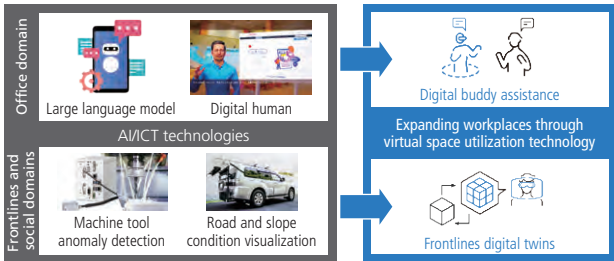 Office domain
Large language model
Digital human
AI/ICT technologies
Frontlines and
social domains
Machine tool
anomaly detection
Road and slope
condition visualization
Digital buddy assistance
Expanding workplaces through
virtual space utilization technology
Frontlines digital twins